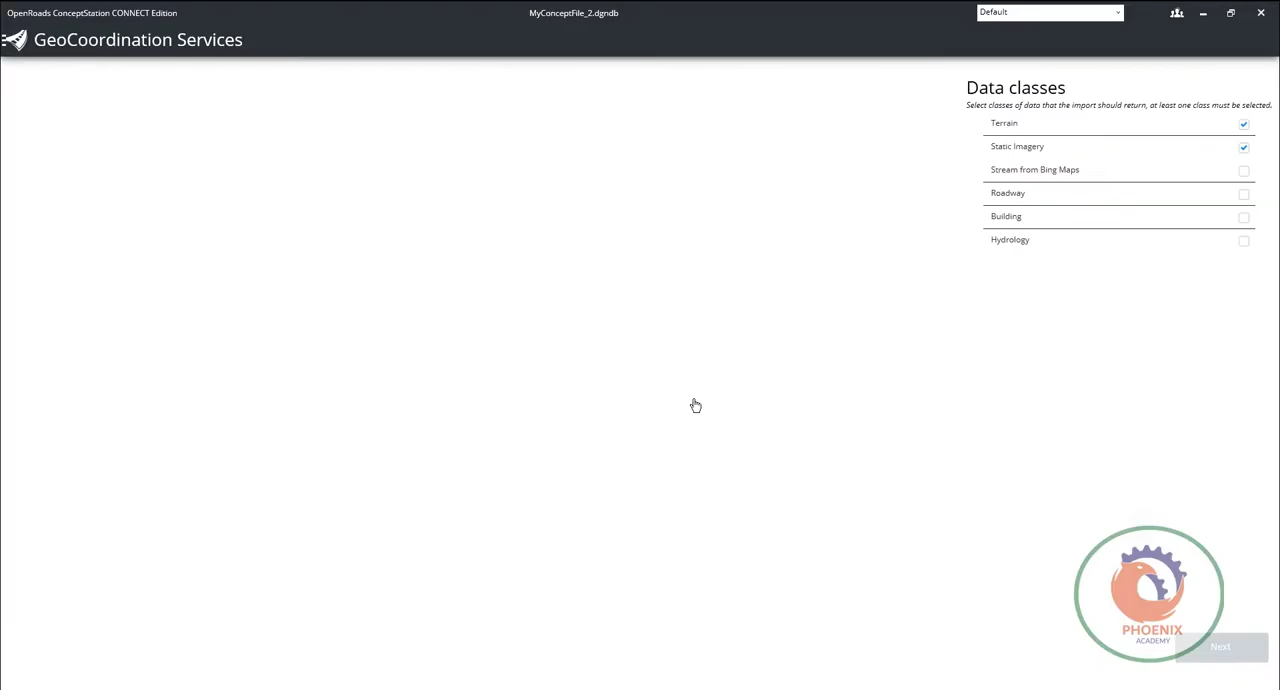 OpenRoads ConceptStation CONNECT Edition
MyConceptFile_2.dgndb
Default
GeoCoordination Services
Data classes
Select classes of data that the import should return, at least one class must be selected.
Terrain
Static Imagery
Stream from Bing Maps
Roadway
Building
Hydrology
PHOENIX
ACADEMY
Next